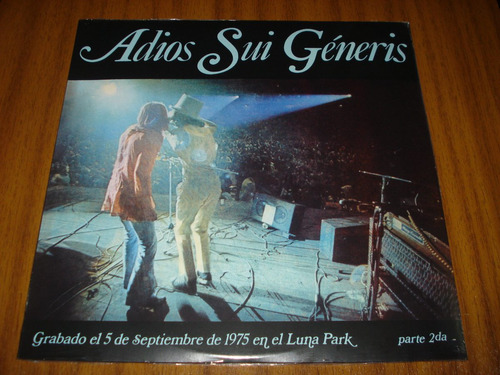 Adios Sui Géneris
Grabado el 5 de Septiembre de 1975 en el Luna Park
parte 2da